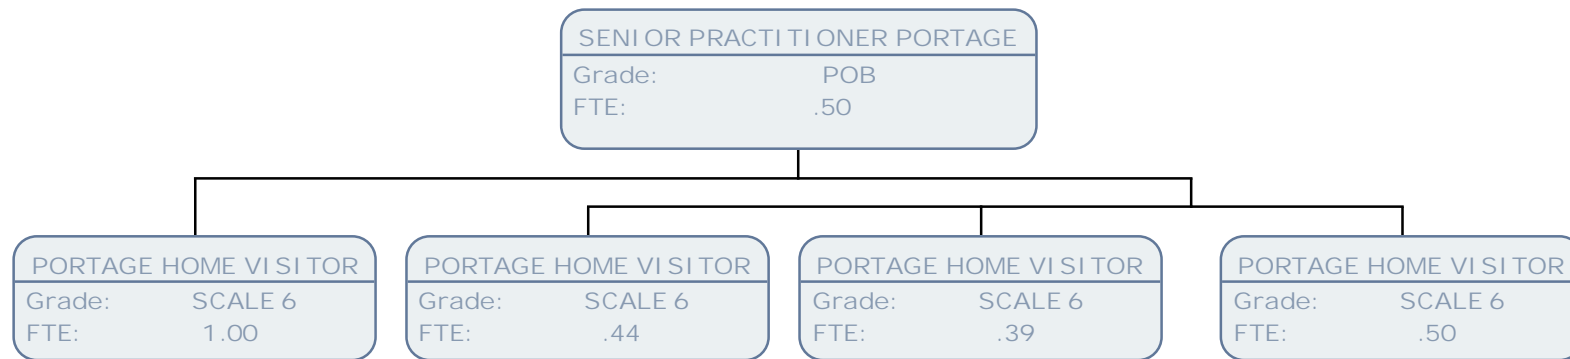 SENIOR PRACTITIONER PORTAGE
Grade: POB
FTE: .50
PORTAGE HOME VISITOR
Grade: SCALE 6
FTE: 1.00
PORTAGE HOME VISITOR
Grade: SCALE 6
FTE: .44
PORTAGE HOME VISITOR
Grade: SCALE 6
FTE: .39
PORTAGE HOME VISITOR
Grade: SCALE 6
FTE: .50